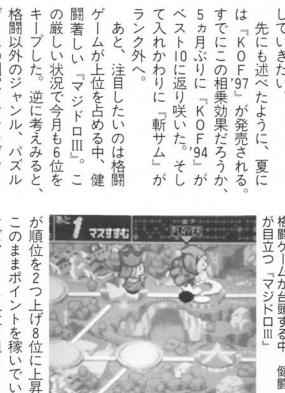 していきたい。
先にも述べたように、夏に
は『KOF'97』が発売される。
すでにこの相乗効果だろうか、
5ヵ月ぶりに『KOF'94』が
ベスト10に返り咲いた。そし
て入れかわりに『斬サム』が
ランク外へ。
あと、注目したいのは格闘
ゲームが上位を占める中、健
闘著しい『マジドロⅢ』。こ
の厳しい状況で今月も6位を
キープした。逆に考えみると、
格闘以外のジャンル、パズル
格闘ゲームが台頭する中、健闘
が目立つ『マジドロⅢ』
あと1マスすすむ
が順位を2つ上げ8位に上昇
このままポイントを稼いでい